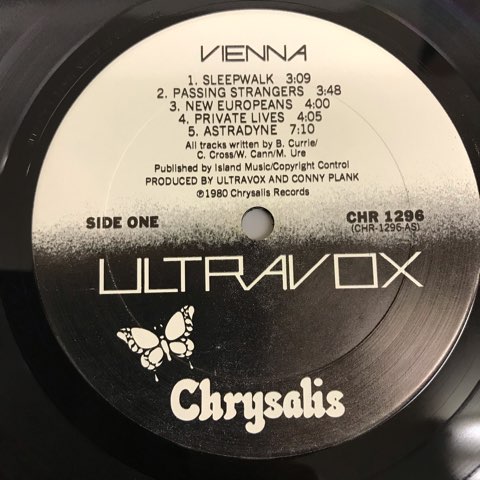 VIENNA
1. SLEEPWALK 3:09
2. PASSING STRANGERS 3:48
3. NEW EUROPEANS 4:00
4. PRIVATE LIVES 4:05
5. ASTRADYNE 7:10
All tracks written by B. Currie/
C. Cross/W. Cann/M. Ure
Published by Island Music/Copyright Control
PRODUCED BY ULTRAVOX AND CONNY PLANK
℗1980 Chrysalis Records
SIDE ONE
CHR 1296
(CHR-1296-AS)
ULTRAVOX
Chrysalis